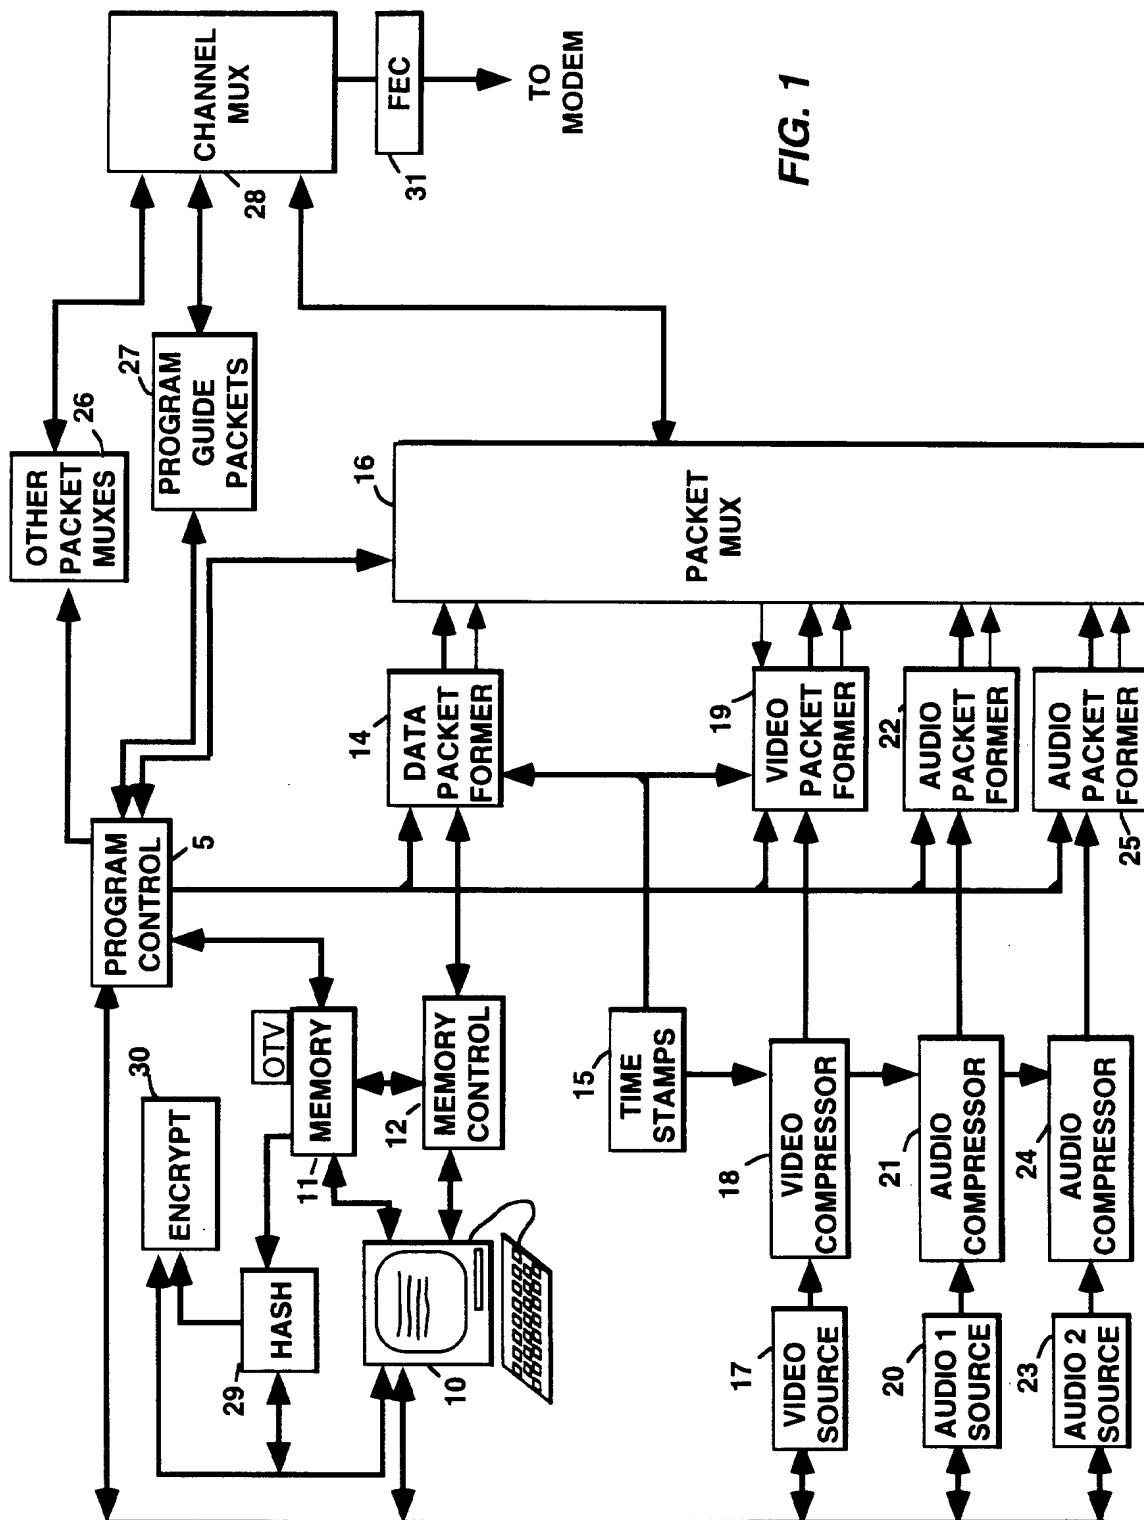 OTHER
PACKET
MUXES
26
PROGRAM
GUIDE
PACKETS
27
CHANNEL
MUX
28
FEC
31
TO
MODEM
PROGRAM
CONTROL
5
ENCRYPT
30
HASH
29
OTV
MEMORY
11
MEMORY
CONTROL
12
10
DATA
PACKET
FORMER
14
TIME
STAMPS
15
PACKET
MUX
16
VIDEO
SOURCE
17
VIDEO
COMPRESSOR
18
VIDEO
PACKET
FORMER
19
AUDIO 1
SOURCE
20
AUDIO
COMPRESSOR
21
AUDIO
PACKET
FORMER
22
AUDIO 2
SOURCE
23
AUDIO
COMPRESSOR
24
AUDIO
PACKET
FORMER
25
FIG. 1